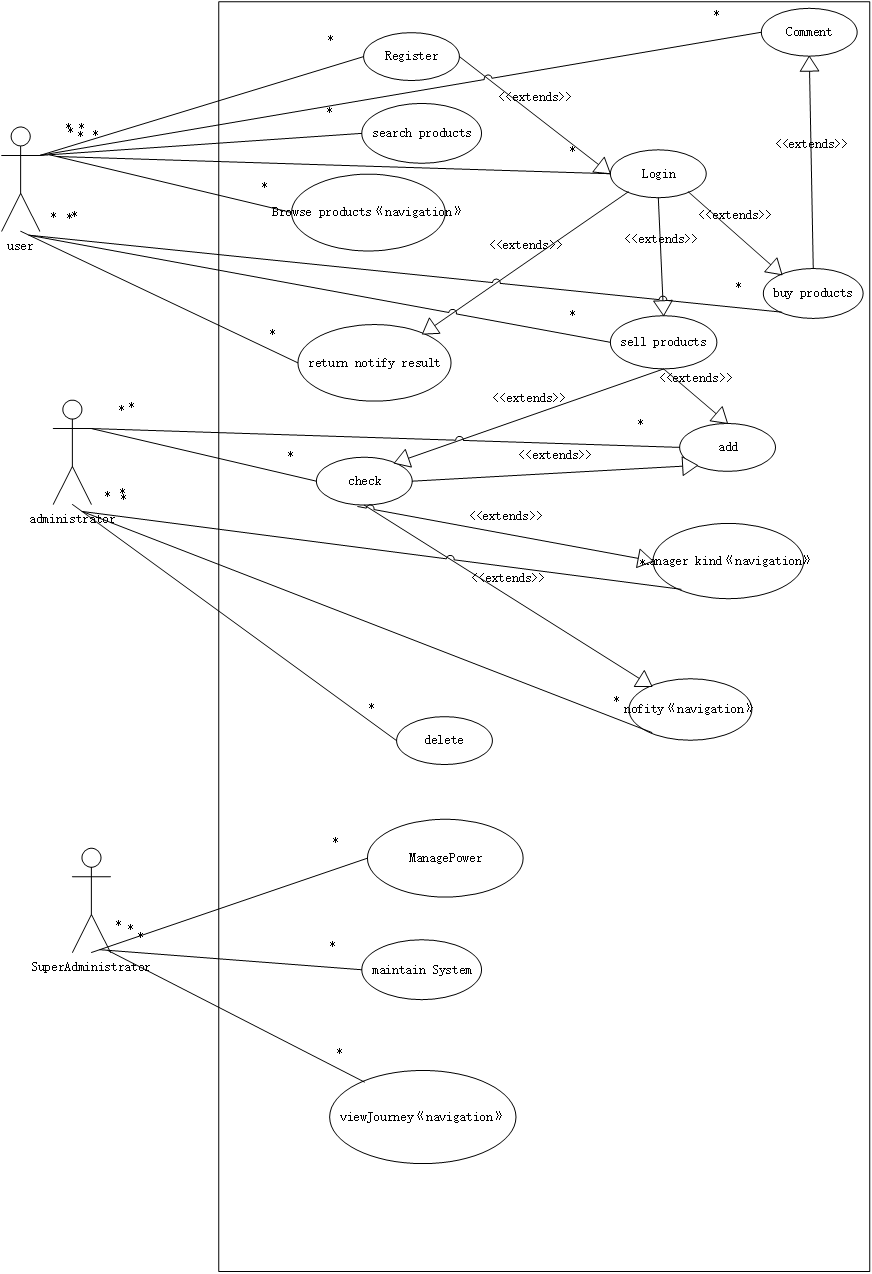 Comment
Register
<<extends>>
search products
<<extends>>
Login
Browse products《navigation》
<<extends>>
user
<<extends>>
<<extends>>
buy products
sell products
return notify result
<<extends>>
<<extends>>
add
<<extends>>
check
administrator
<<extends>>
manager kind《navigation》
<<extends>>
nofity《navigation》
delete
ManagePower
SuperAdministrator
maintain System
viewJourney《navigation》